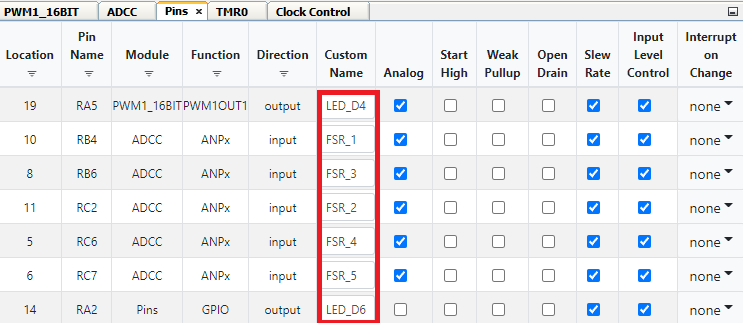 PWM1_16BIT ADCC Pins × TMR0 Clock Control
Location Pin Name Module Function Direction Custom Name Analog Start High Weak Pullup Open Drain Slew Rate Input Level Control Interrupt on Change
19 RA5 PWM1_16BIT PWM1OUT1 output LED_D4 none
10 RB4 ADCC ANPx input FSR_1 none
8 RB6 ADCC ANPx input FSR_3 none
11 RC2 ADCC ANPx input FSR_2 none
5 RC6 ADCC ANPx input FSR_4 none
6 RC7 ADCC ANPx input FSR_5 none
14 RA2 Pins GPIO output LED_D6 none